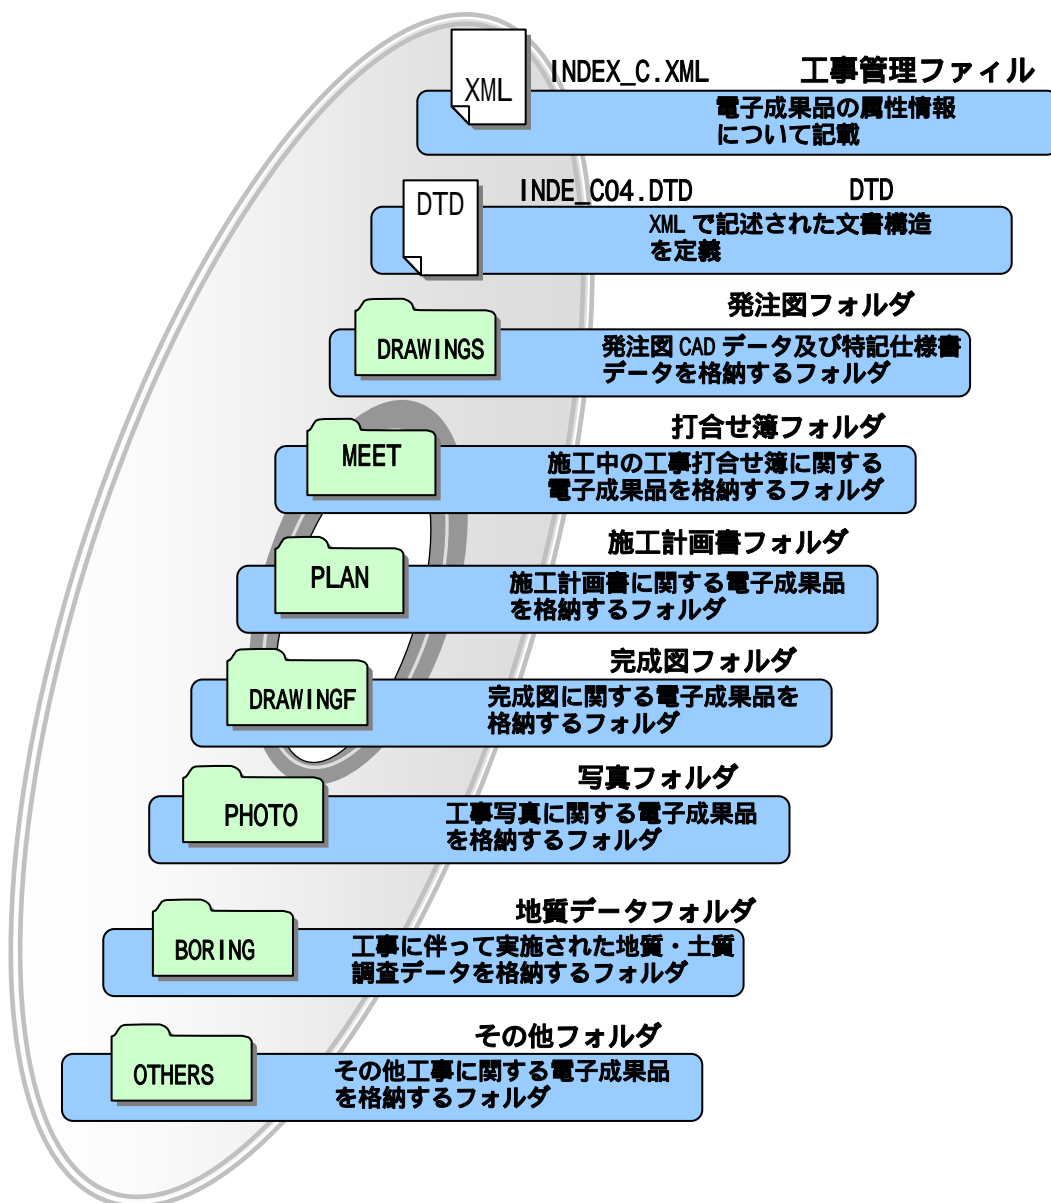 XML
INDEX_C.XML 工事管理ファイル
電子成果品の属性情報
について記載
DTD
INDE_C04.DTD DTD
XMLで記述された文書構造
を定義
発注図フォルダ
DRAWINGS
発注図CADデータ及び特記仕様書
データを格納するフォルダ
打合せ簿フォルダ
MEET
施工中の工事打合せ簿に関する
電子成果品を格納するフォルダ
施工計画書フォルダ
PLAN
施工計画書に関する電子成果品
を格納するフォルダ
完成図フォルダ
DRAWINGF
完成図に関する電子成果品を
格納するフォルダ
写真フォルダ
PHOTO
工事写真に関する電子成果品
を格納するフォルダ
地質データフォルダ
BORING
工事に伴って実施された地質・土質
調査データを格納するフォルダ
その他フォルダ
OTHERS
その他工事に関する電子成果品
を格納するフォルダ